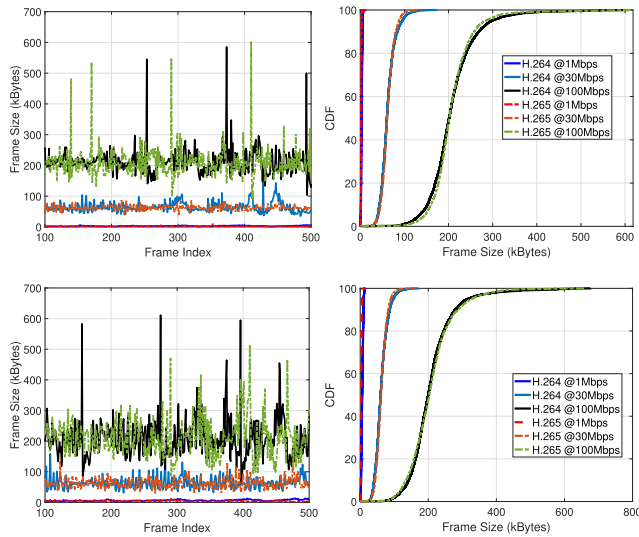 700
600
500
400
300
200
100
0
Frame Size (kBytes)
100 200 300 400 500
Frame Index
100
80
60
40
20
0
CDF
H.264 @1Mbps
H.264 @30Mbps
H.264 @100Mbps
H.265 @1Mbps
H.265 @30Mbps
H.265 @100Mbps
0 100 200 300 400 500 600
Frame Size (kBytes)
700
600
500
400
300
200
100
0
Frame Size (kBytes)
100 200 300 400 500
Frame Index
100
80
60
40
20
0
CDF
H.264 @1Mbps
H.264 @30Mbps
H.264 @100Mbps
H.265 @1Mbps
H.265 @30Mbps
H.265 @100Mbps
0 200 400 600 800
Frame Size (kBytes)